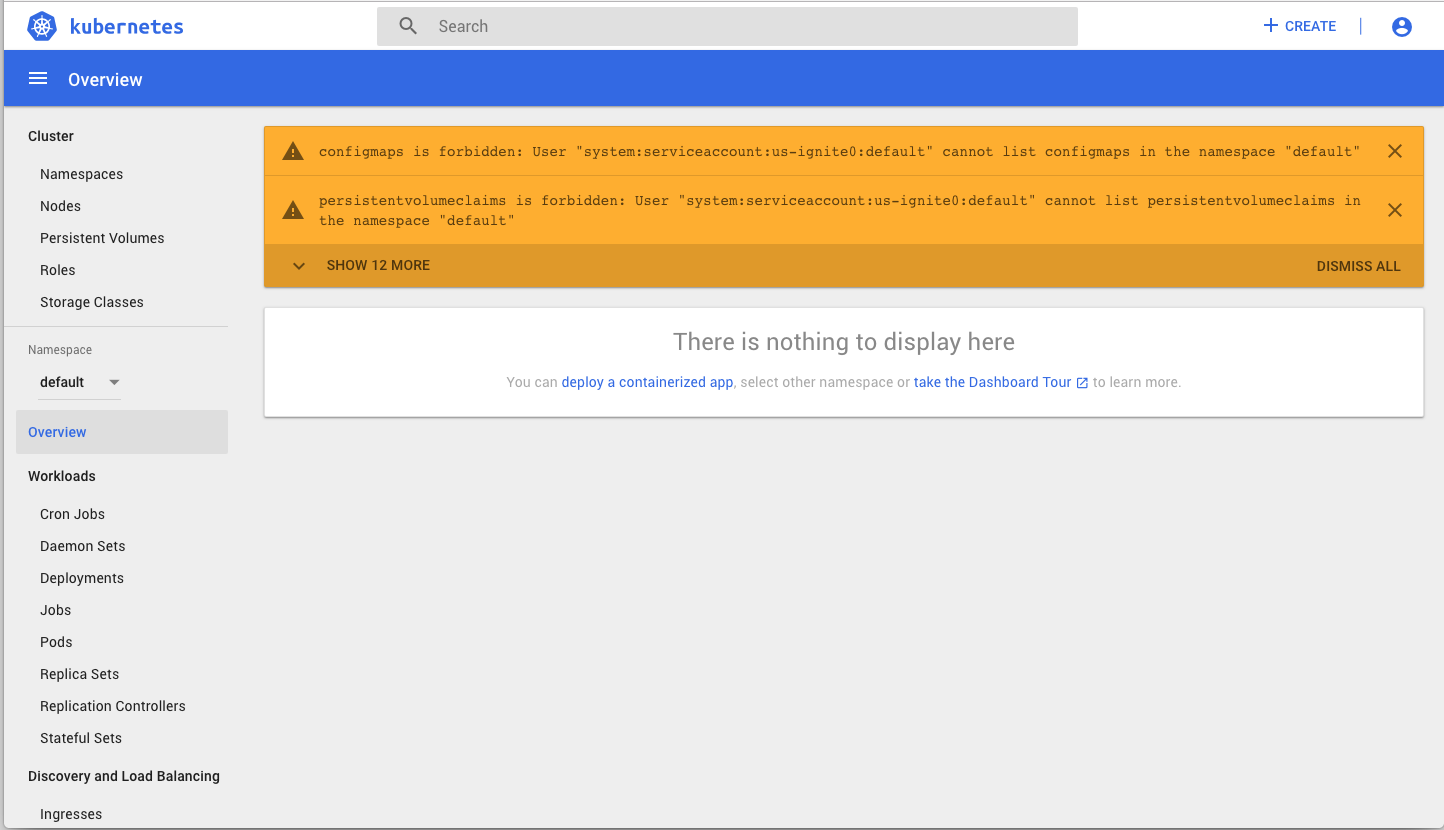 kubernetes
Search
CREATE
Overview
Cluster
Namespaces
Nodes
Persistent Volumes
Roles
Storage Classes
Namespace
default
Overview
Workloads
Cron Jobs
Daemon Sets
Deployments
Jobs
Pods
Replica Sets
Replication Controllers
Stateful Sets
Discovery and Load Balancing
Ingresses
configmaps is forbidden: User "system:serviceaccount:us-ignite0:default" cannot list configmaps in the namespace "default"
persistentvolumeclaims is forbidden: User "system:serviceaccount:us-ignite0:default" cannot list persistentvolumeclaims in
the namespace "default"
SHOW 12 MORE
DISMISS ALL
There is nothing to display here
You can deploy a containerized app, select other namespace or take the Dashboard Tour to learn more.